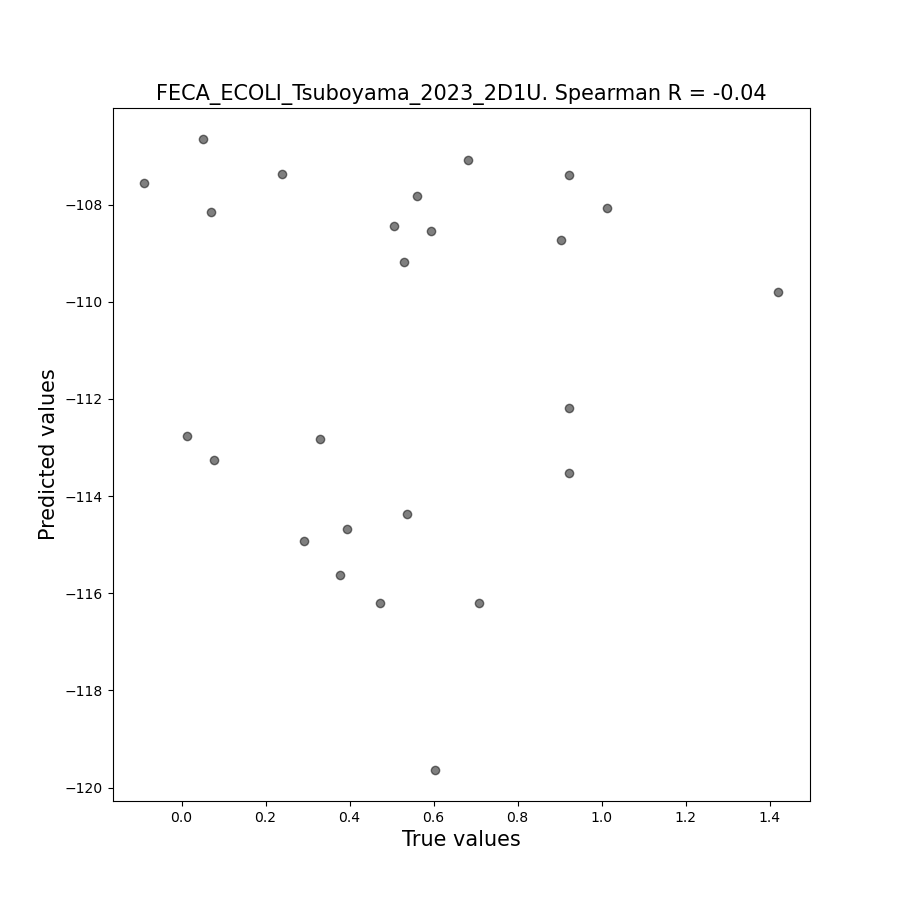 FECA_ECOLI_Tsuboyama_2023_2D1U. Spearman R = -0.04
Predicted values
−108
−110
−112
−114
−116
−118
−120
0.0 0.2 0.4 0.6 0.8 1.0 1.2 1.4
True values